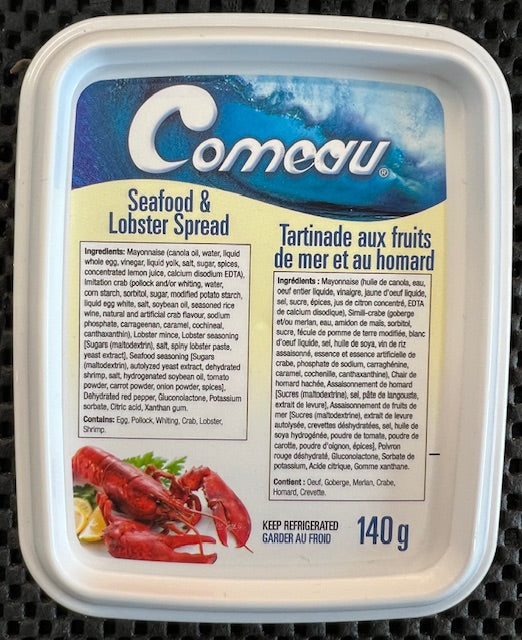 Comeau®
Seafood &
Lobster Spread
Ingredients: Mayonnaise (canola oil, water, liquid
whole egg, vinegar, liquid yolk, salt, sugar, spices,
concentrated lemon juice, calcium disodium EDTA),
Imitation crab (pollock and/or whiting, water,
corn starch, sorbitol, sugar, modified potato starch,
liquid egg white, salt, soybean oil, seasoned rice
wine, natural and artificial crab flavour, sodium
phosphate, carrageenan, caramel, cochineal,
canthaxanthin), Lobster mince, Lobster seasoning
[Sugars (maltodextrin), salt, spiny lobster paste,
yeast extract], Seafood seasoning [Sugars
(maltodextrin), autolyzed yeast extract, dehydrated
shrimp, salt, hydrogenated soybean oil, tomato
powder, carrot powder, onion powder, spices],
Dehydrated red pepper, Gluconolactone, Potassium
sorbate, Citric acid, Xanthan gum.
Contains: Egg, Pollock, Whiting, Crab, Lobster,
Shrimp.
Tartinade aux fruits
de mer et au homard
Ingrédients : Mayonnaise (huile de canola, eau,
oeuf entier liquide, vinaigre, jaune d'oeuf liquide,
sel, sucre, épices, jus de citron concentré, EDTA
de calcium disodique), Simili-crabe (goberge
et/ou merlan, eau, amidon de maïs, sorbitol,
sucre, fécule de pomme de terre modifiée, blanc
d'oeuf liquide, sel, huile de soya, vin de riz
assaisonné, essence et essence artificielle de
crabe, phosphate de sodium, carraghénine,
caramel, cochenille, canthaxanthine), Chair de
homard hachée, Assaisonnement de homard
[Sucres (maltodextrine), sel, pâte de langouste,
extrait de levure], Assaisonnement de fruits de
mer [Sucres (maltodextrine), extrait de levure
autolysée, crevettes déshydratées, sel, huile de
soya hydrogénée, poudre de tomate, poudre de
carotte, poudre d'oignon, épices], Poivron
rouge déshydraté, Gluconolactone, Sorbate de
potassium, Acide citrique, Gomme xanthane.
Contient : Oeuf, Goberge, Merlan, Crabe,
Homard, Crevette.
KEEP REFRIGERATED
GARDER AU FROID
140 g